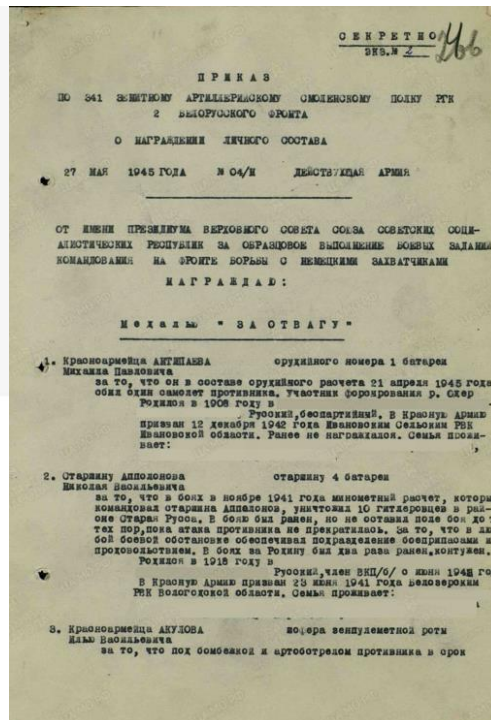 СЕКРЕТНО
ЭКЗ.№ 2
266
ПРИКАЗ
ПО 341 ЗЕНИТНОМУ АРТИЛЛЕРИЙСКОМУ СМОЛЕНСКОМУ ПОЛКУ РГК
2 БЕЛОРУССКОГО ФРОНТА
О НАГРАЖДЕНИИ ЛИЧНОГО СОСТАВА
27 МАЯ 1945 ГОДА № 04/Н ДЕЙСТВУЮЩАЯ АРМИЯ
ОТ ИМЕНИ ПРЕЗИДИУМА ВЕРХОВНОГО СОВЕТА СОЮЗА СОВЕТСКИХ СОЦИ-
АЛИСТИЧЕСКИХ РЕСПУБЛИК ЗА ОБРАЗЦОВОЕ ВЫПОЛНЕНИЕ БОЕВЫХ ЗАДАНИЙ
КОМАНДОВАНИЯ НА ФРОНТЕ БОРЬБЫ С НЕМЕЦКИМИ ЗАХВАТЧИКАМИ
НАГРАЖДАЮ:
Медалью "ЗА ОТВАГУ"
1. Красноармейца АНТИПАЕВА орудийного номера 1 батареи
Михаила Павловича
за то, что он в составе орудийного расчета 21 апреля 1945 года
сбил один самолет противника. Участник форсирования р. Одер
Родился в 1908 году в
Русский,беспартийный. В Красную Армию
призван 12 декабря 1942 года Ивановским Сельским РВК
Ивановской области. Ранее не награждался. Семья прожи-
вает:
2. Старшину Апполонова старшину 4 батареи
Николая Васильевича
за то, что в боях в ноябре 1941 года минометный расчет, которы
командовал старшина Аппалонов, уничтожил 10 гитлеровцев в рай-
оне Старая Русса. В бою был ранен, но не оставил поле боя до
тех пор,пока атака противника не прекратилась. За то, что в лю
бой боевой обстановке обеспечивал подразделение боеприпасами и
продовольствием. В боях за Родину был два раза ранен,контужен.
Родился в 1918 году в
Русский,член ВКП/б/ с июня 1942 го
В Красную Армию призван 23 июня 1941 года Белозерским
РВК Вологодской области. Семья проживает:
3. Красноармейца АКУЛОВА шофера зенпулеметной роты
Илью Васильевича
за то, что под бомбежкой и артобстрелом противника в срок